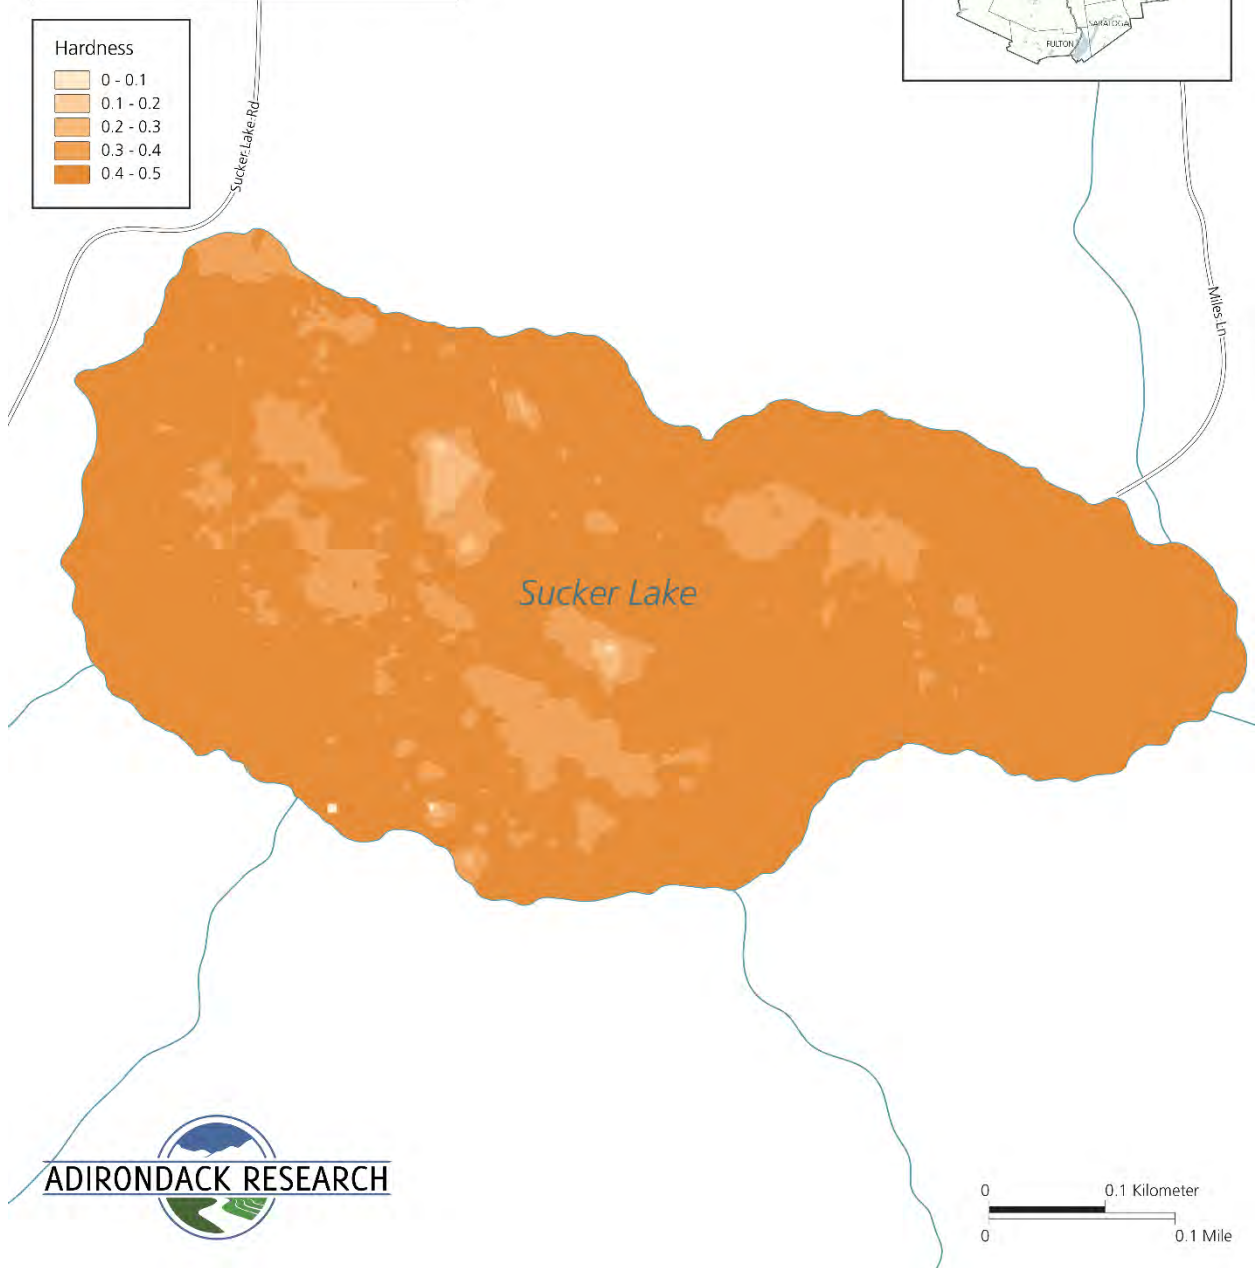 Hardness
0 - 0.1
0.1 - 0.2
0.2 - 0.3
0.3 - 0.4
0.4 - 0.5
Sucker Lake Rd
SARATOGA
FULTON
Miles Ln
Sucker Lake
ADIRONDACK RESEARCH
0 0.1 Kilometer
0 0.1 Mile